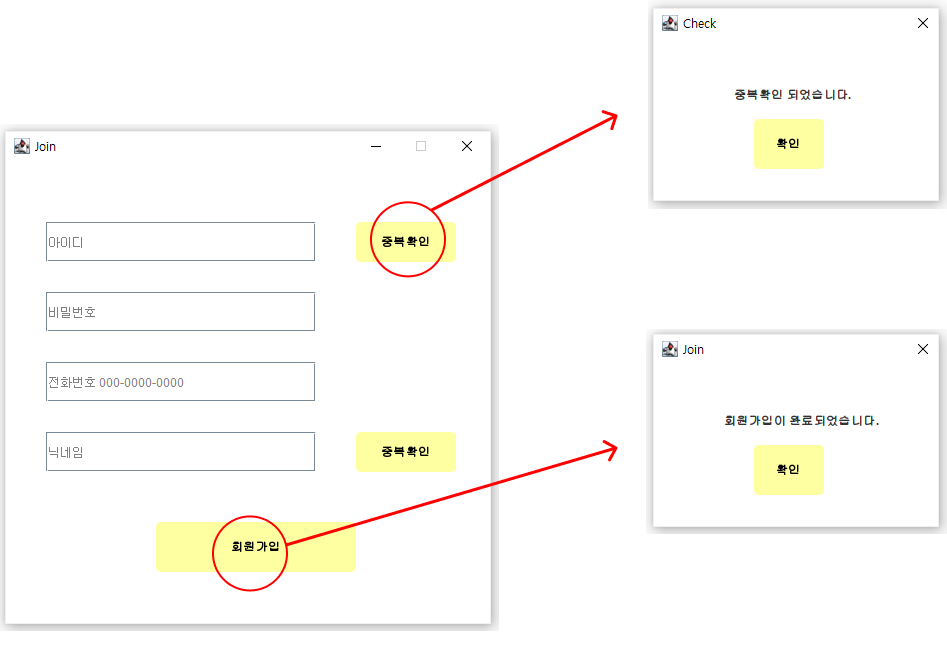 Join
아이디
중복확인
비밀번호
전화번호 000-0000-0000
닉네임
중복확인
회원가입
Check
중복확인 되었습니다.
확인
Join
회원가입이 완료되었습니다.
확인